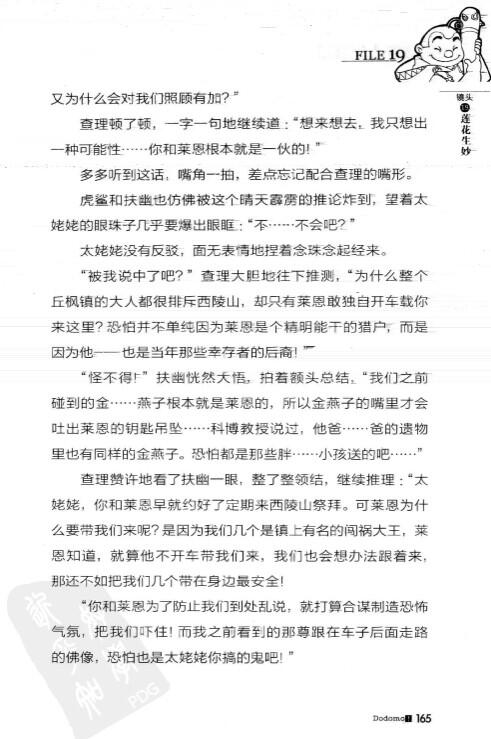 FILE 19
镜头
19
莲花生妙
又为什么会对我们照顾有加？”
查理顿了顿，一字一句地继续道：“想来想去，我只想出
一种可能性……你和莱恩根本就是一伙的！”
多多听到这话，嘴角一抽，差点忘记配合查理的嘴形。
虎鲨和扶幽也仿佛被这个晴天霹雳的推论炸到，望着太
姥姥的眼珠子几乎要爆出眼眶：“不……不会吧？”
太姥姥没有反驳，面无表情地捏着念珠念起经来。
“被我说中了吧？”查理大胆地往下推测，“为什么整个
丘枫镇的大人都很排斥西陵山，却只有莱恩敢独自开车载你
来这里？恐怕并不单纯因为莱恩是个精明能干的猎户，而是
因为他——也是当年那些幸存者的后裔！”
“怪不得！”扶幽恍然大悟，拍着额头总结，“我们之前
碰到的金……燕子根本就是莱恩的，所以金燕子的嘴里才会
吐出莱恩的钥匙吊坠……科博教授说过，他爸……爸的遗物
里也有同样的金燕子。恐怕都是那些胖……小孩送的吧……”
查理赞许地看了扶幽一眼，整了整领结，继续推理：“太
姥姥，你和莱恩早就约好了定期来西陵山祭拜。可莱恩为什
么要带我们来呢？是因为我们几个是镇上有名的闯祸大王，莱
恩知道，就算他不开车带我们来，我们也会想办法跟着来，
那还不如把我们几个带在身边最安全！
“你和莱恩为了防止我们到处乱说，就打算合谋制造恐怖
气氛，把我们吓住！而我之前看到的那尊跟在车子后面走路
的佛像，恐怕也是太姥姥你搞的鬼吧！”
PDG
Dodomo! 165